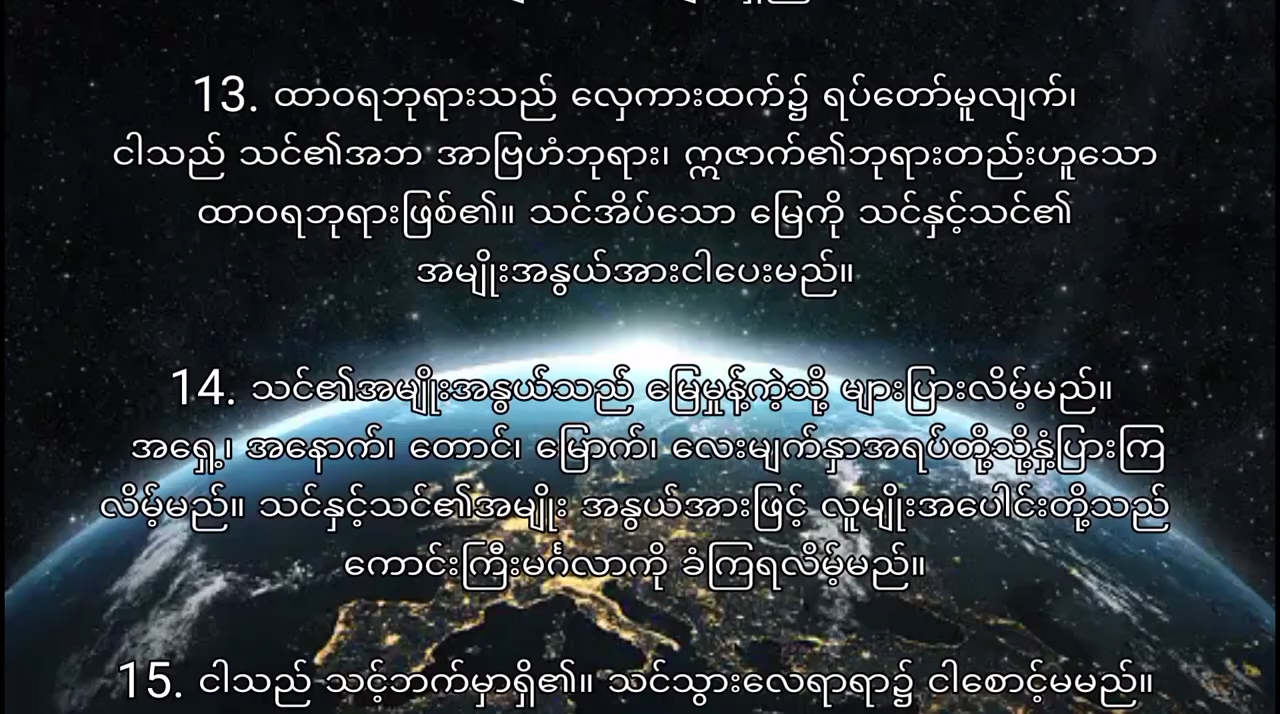 13. ထာဝရဘုရားသည် လှေကားထက်၌ ရပ်တော်မူလျက်၊
ငါသည် သင်၏အဘ အာဗြဟံဘုရား၊ ဣဇာက်၏ဘုရားတည်းဟူသော
ထာဝရဘုရားဖြစ်၏။ သင်အိပ်သော မြေကို သင်နှင့်သင်၏
အမျိုးအနွယ်အားငါပေးမည်။
14. သင်၏အမျိုးအနွယ်သည် မြေမှုန့်ကဲ့သို့ များပြားလိမ့်မည်။
အရှေ့၊ အနောက်၊ တောင်၊ မြောက်၊ လေးမျက်နှာအရပ်တို့သို့နှံ့ပြားကြ
လိမ့်မည်။ သင်နှင့်သင်၏အမျိုး အနွယ်အားဖြင့် လူမျိုးအပေါင်းတို့သည်
ကောင်းကြီးမင်္ဂလာကို ခံကြရလိမ့်မည်။
15. ငါသည် သင့်ဘက်မှာရှိ၏။ သင်သွားလေရာရာ၌ ငါစောင့်မမည်။